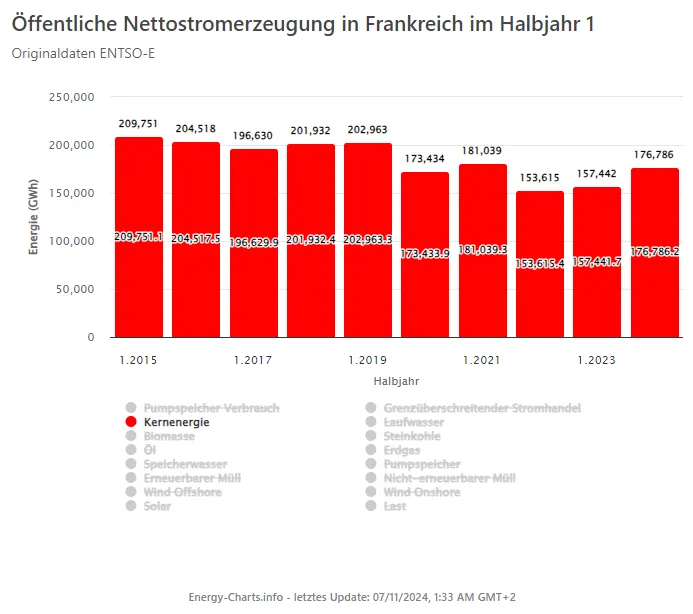 Öffentliche Nettostromerzeugung in Frankreich im Halbjahr 1
Originaldaten ENTSO-E
Energie (GWh)
250,000
200,000
150,000
100,000
50,000
0
209,751
204,518
196,630
201,932
202,963
173,434
181,039
153,615
157,442
176,786
209,751.1
204,517.5
196,629.9
201,932.4
202,963.3
173,433.9
181,039.3
153,615.4
157,441.7
176,786.2
1.2015
1.2017
1.2019
1.2021
1.2023
Halbjahr
Pumpspeicher Verbrauch
Grenzüberschreitender Stromhandel
Kernenergie
Laufwasser
Biomasse
Steinkohle
Öl
Erdgas
Speicherwasser
Pumpspeicher
Erneuerbarer Müll
Nicht-erneuerbarer Müll
Wind Offshore
Wind Onshore
Solar
Last
Energy-Charts.info - letztes Update: 07/11/2024, 1:33 AM GMT+2